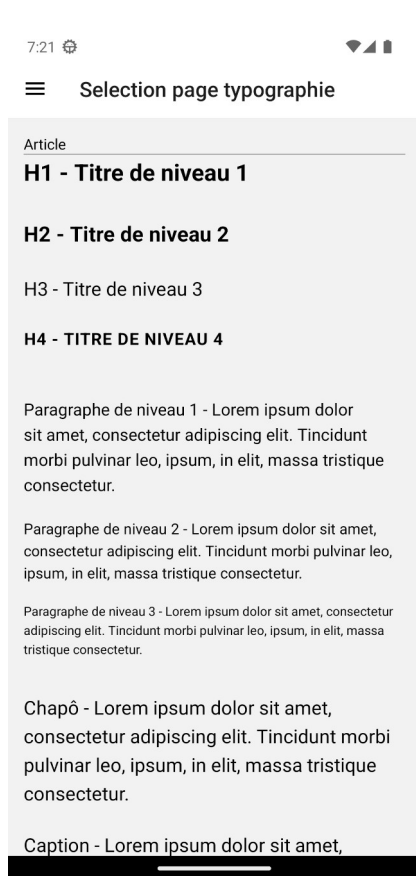 7:21
Selection page typographie
Article
H1 - Titre de niveau 1
H2 - Titre de niveau 2
H3 - Titre de niveau 3
H4 - TITRE DE NIVEAU 4
Paragraphe de niveau 1 - Lorem ipsum dolor
sit amet, consectetur adipiscing elit. Tincidunt
morbi pulvinar leo, ipsum, in elit, massa tristique
consectetur.
Paragraphe de niveau 2 - Lorem ipsum dolor sit amet,
consectetur adipiscing elit. Tincidunt morbi pulvinar leo,
ipsum, in elit, massa tristique consectetur.
Paragraphe de niveau 3 - Lorem ipsum dolor sit amet, consectetur
adipiscing elit. Tincidunt morbi pulvinar leo, ipsum, in elit, massa
tristique consectetur.
Chapô - Lorem ipsum dolor sit amet,
consectetur adipiscing elit. Tincidunt morbi
pulvinar leo, ipsum, in elit, massa tristique
consectetur.
Caption - Lorem ipsum dolor sit amet,